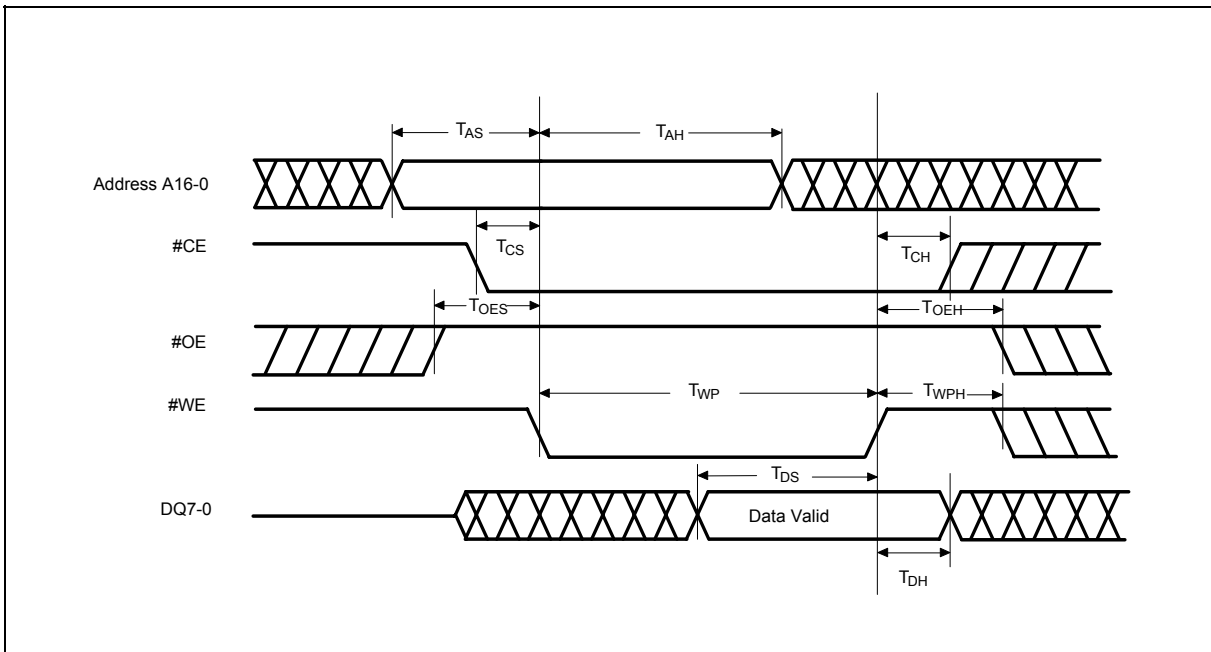 TAS
TAH
Address A16-0
TCS
#CE
TCH
TOES
TOEH
#OE
TWP
TWPH
#WE
TDS
DQ7-0
Data Valid
TDH